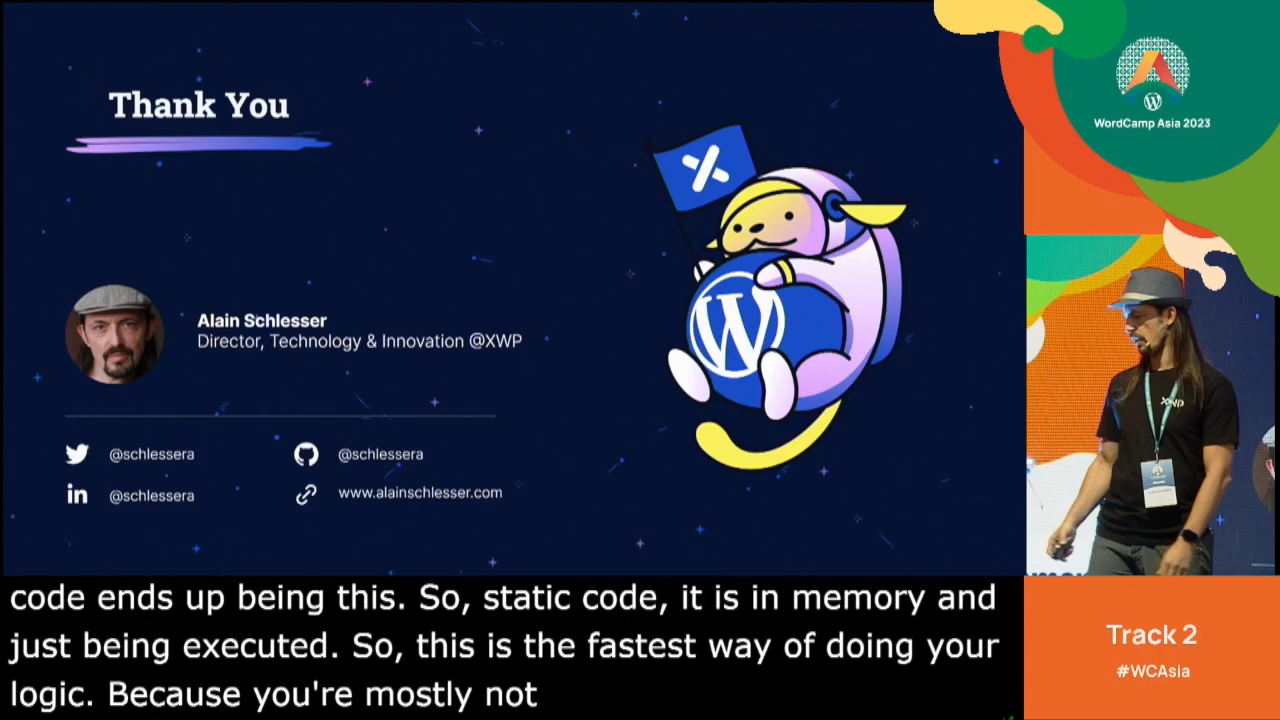 Thank You
Alain Schlesser
Director, Technology & Innovation @XWP
@schlessera
@schlessera
@schlessera
www.alainschlesser.com
WordCamp Asia 2023
XWP
Track 2
#WCAsia
code ends up being this. So, static code, it is in memory and
just being executed. So, this is the fastest way of doing your
logic. Because you're mostly not